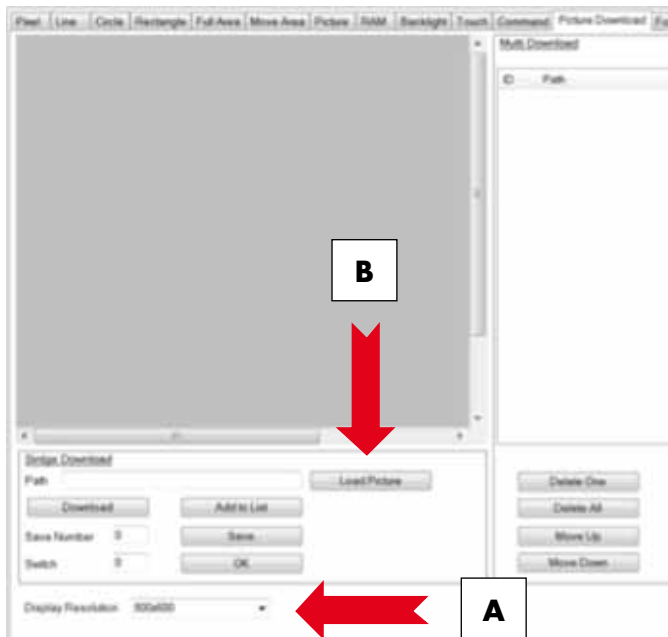 Pixel Line Circle Rectangle Full Area Move Area Picture RAM Backlight Touch Command Picture Download
Multi Download
ID Path
B
Single Download
Path Load Picture
Download Add to List
Save Number 0 Save
Switch 0 OK
Delete One
Delete All
Move Up
Move Down
Display Resolution 800x600
A